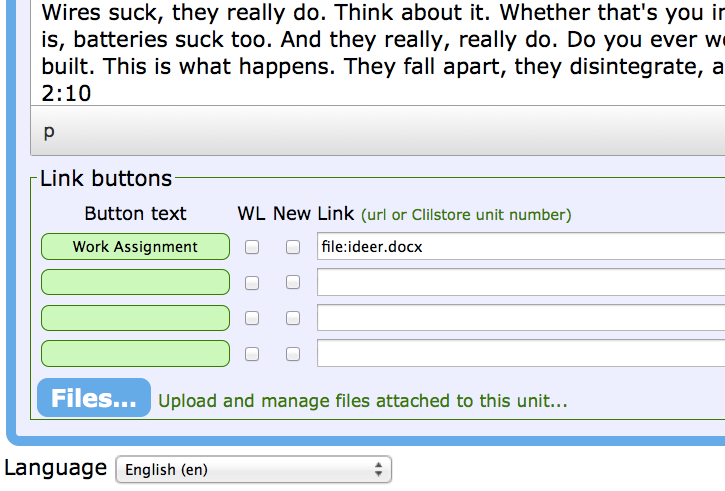 Wires suck, they really do. Think about it. Whether that's you in
is, batteries suck too. And they really, really do. Do you ever
built. This is what happens. They fall apart, they disintegrate,
2:10
p
Link buttons
Button text WL New Link (url or Clilstore unit number)
Work Assignment file:ideer.docx
Files... Upload and manage files attached to this unit...
Language English (en)